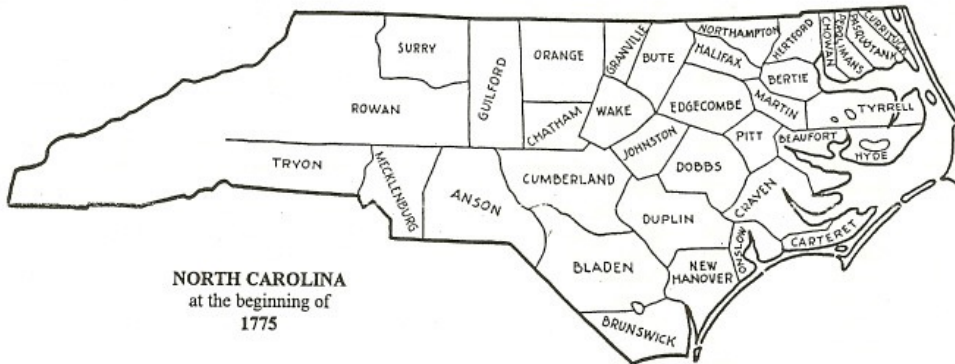 SURRY
ROWAN
GUILFORD
ORANGE
CHATHAM
GRANVILLE
WAKE
BUTE
NORTHAMPTON
HALIFAX
HERTFORD
BERTIE
CHOWAN
PERQUIMANS
PASQUOTANK
CURRITUCK
EDGECOMBE
MARTIN
TYRRELL
JOHNSTON
PITT
BEAUFORT
HYDE
DOBBS
CRAVEN
TRYON
MECKLENBURG
ANSON
CUMBERLAND
DUPLIN
ONSLOW
CARTERET
BLADEN
NEW
HANOVER
BRUNSWICK
NORTH CAROLINA
at the beginning of
1775